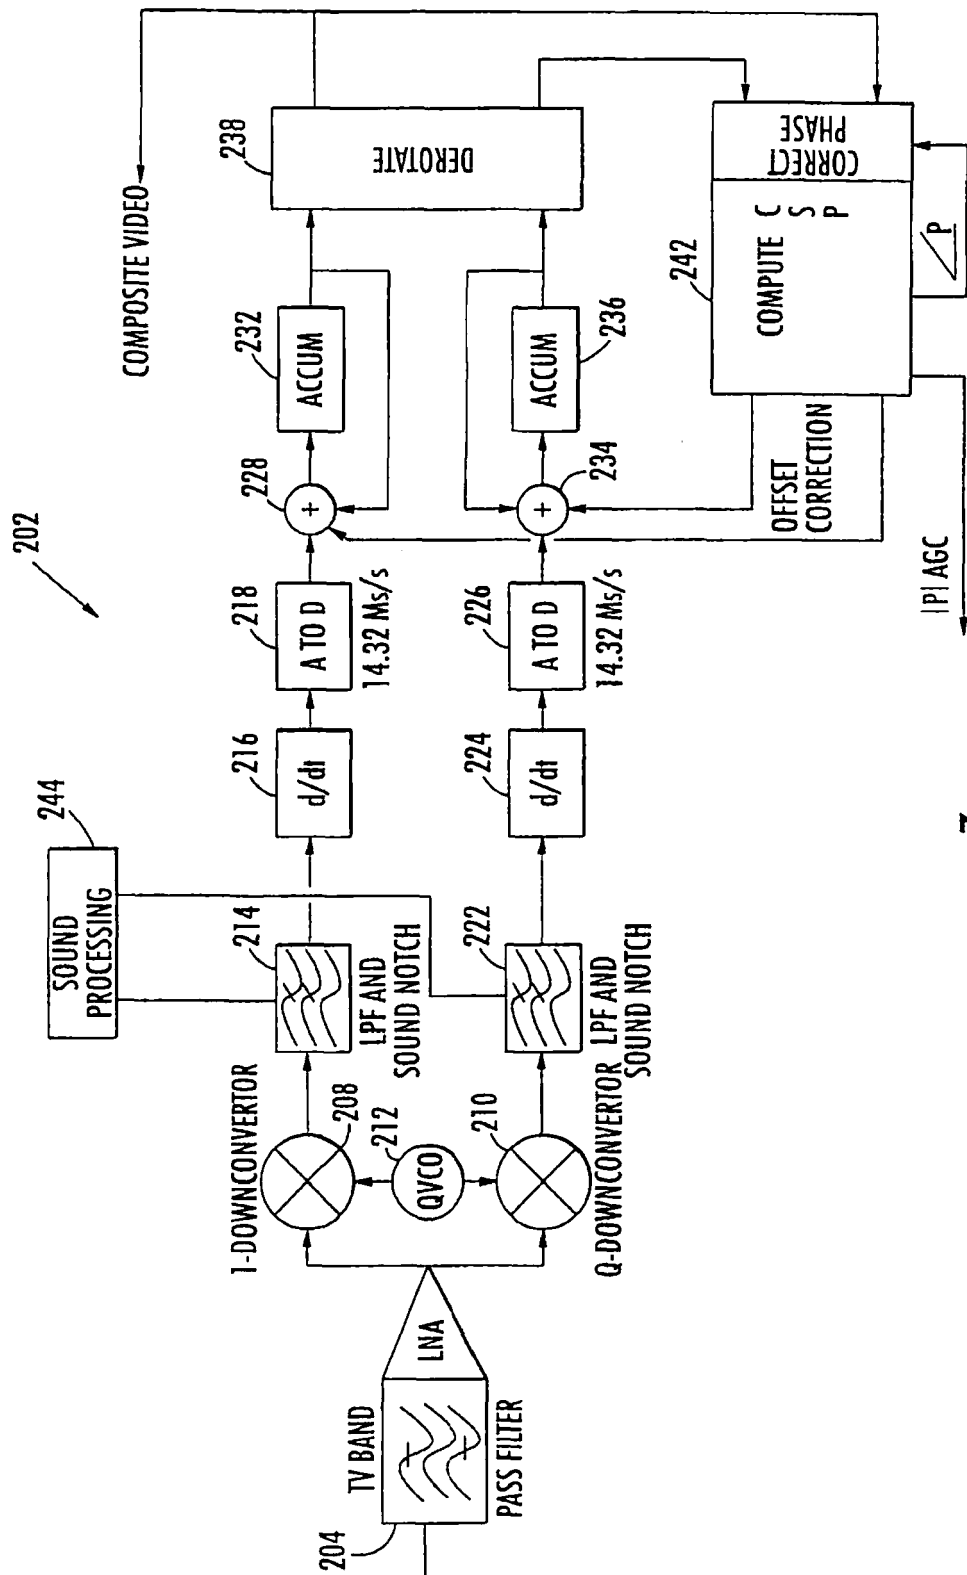 202
204
TV BAND
PASS FILTER
LNA
I-DOWNCONVERTOR
208
212
QVCO
210
Q-DOWNCONVERTOR
SOUND
PROCESSING
244
214
LPF AND
SOUND NOTCH
222
LPF AND
SOUND NOTCH
216
d/dt
224
d/dt
218
A TO D
14.32 Ms/s
226
A TO D
14.32 Ms/s
228
+
234
+
232
ACCUM
236
ACCUM
238
DEROTATE
COMPOSITE VIDEO
OFFSET
CORRECTION
242
COMPUTE
C
S
P
CORRECT
PHASE
P
|P| AGC